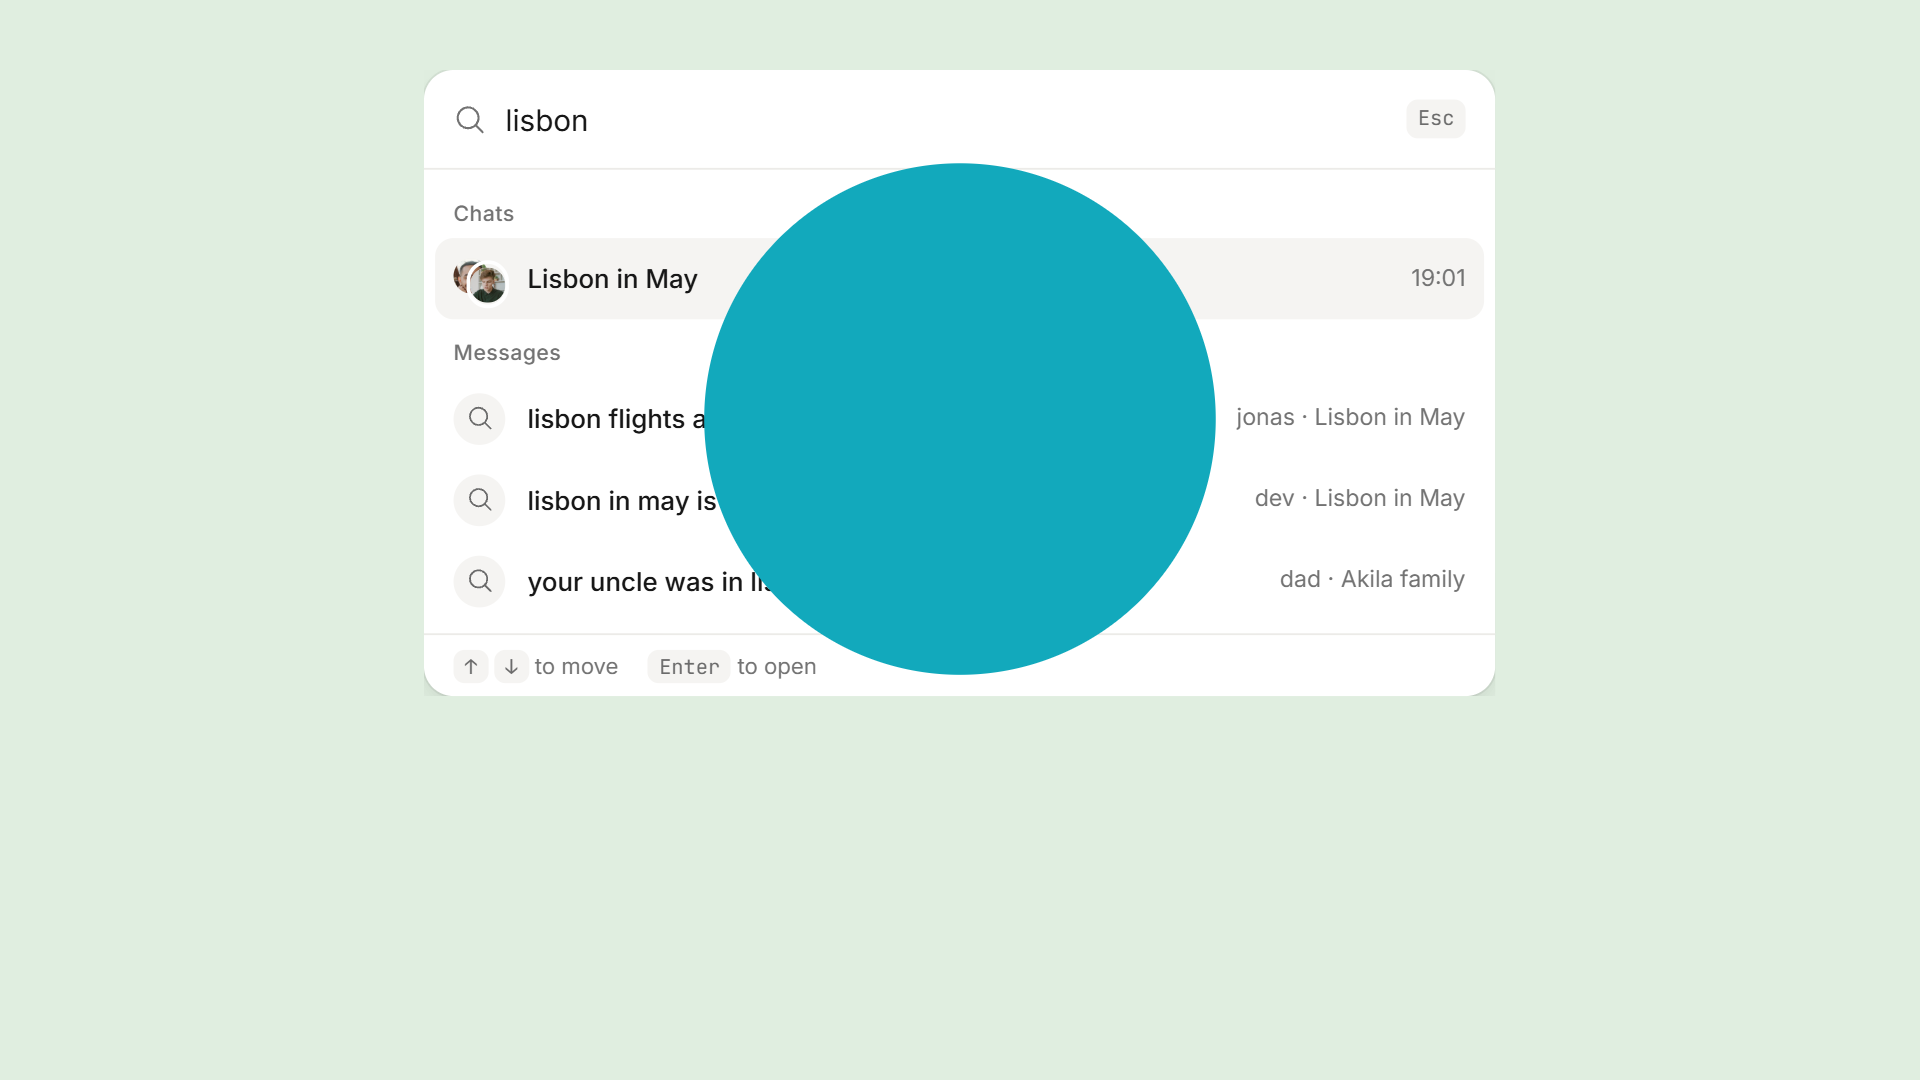 lisbon Esc
Chats
Lisbon in May 19:01
Messages
lisbon flights jonas · Lisbon in May
lisbon in may is dev · Lisbon in May
your uncle was in dad · Akila family
↑ ↓ to move Enter to open